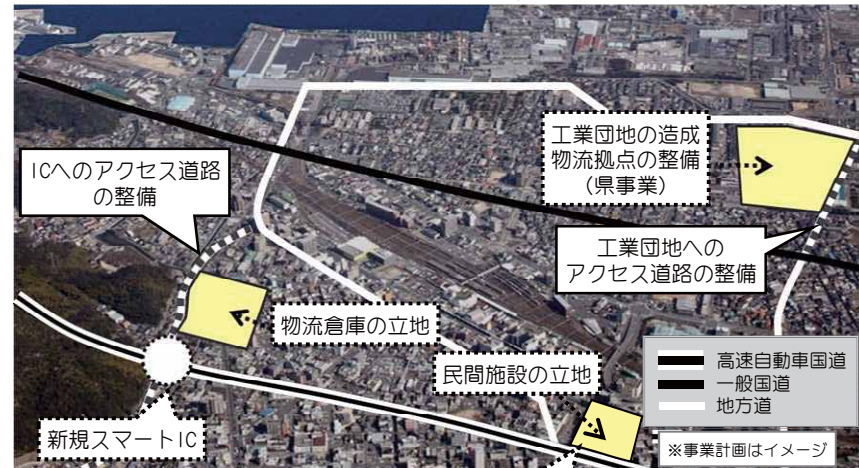 工業団地の造成
物流拠点の整備
(県事業)
ICへのアクセス道路
の整備
工業団地への
アクセス道路の整備
物流倉庫の立地
民間施設の立地
新規スマートIC
高速自動車国道
一般国道
地方道
※事業計画はイメージ